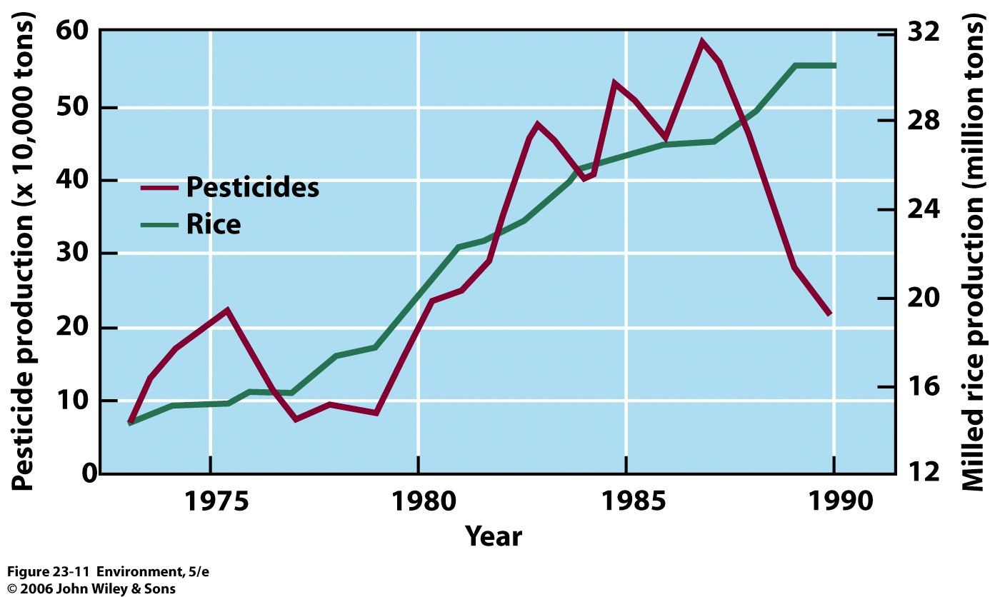 Pesticide production (x 10,000 tons)
60
50
40
30
20
10
0
Pesticides
Rice
32
28
24
20
16
12
Milled rice production (million tons)
1975 1980 1985 1990
Year
Figure 23-11 Environment, 5/e
© 2006 John Wiley & Sons